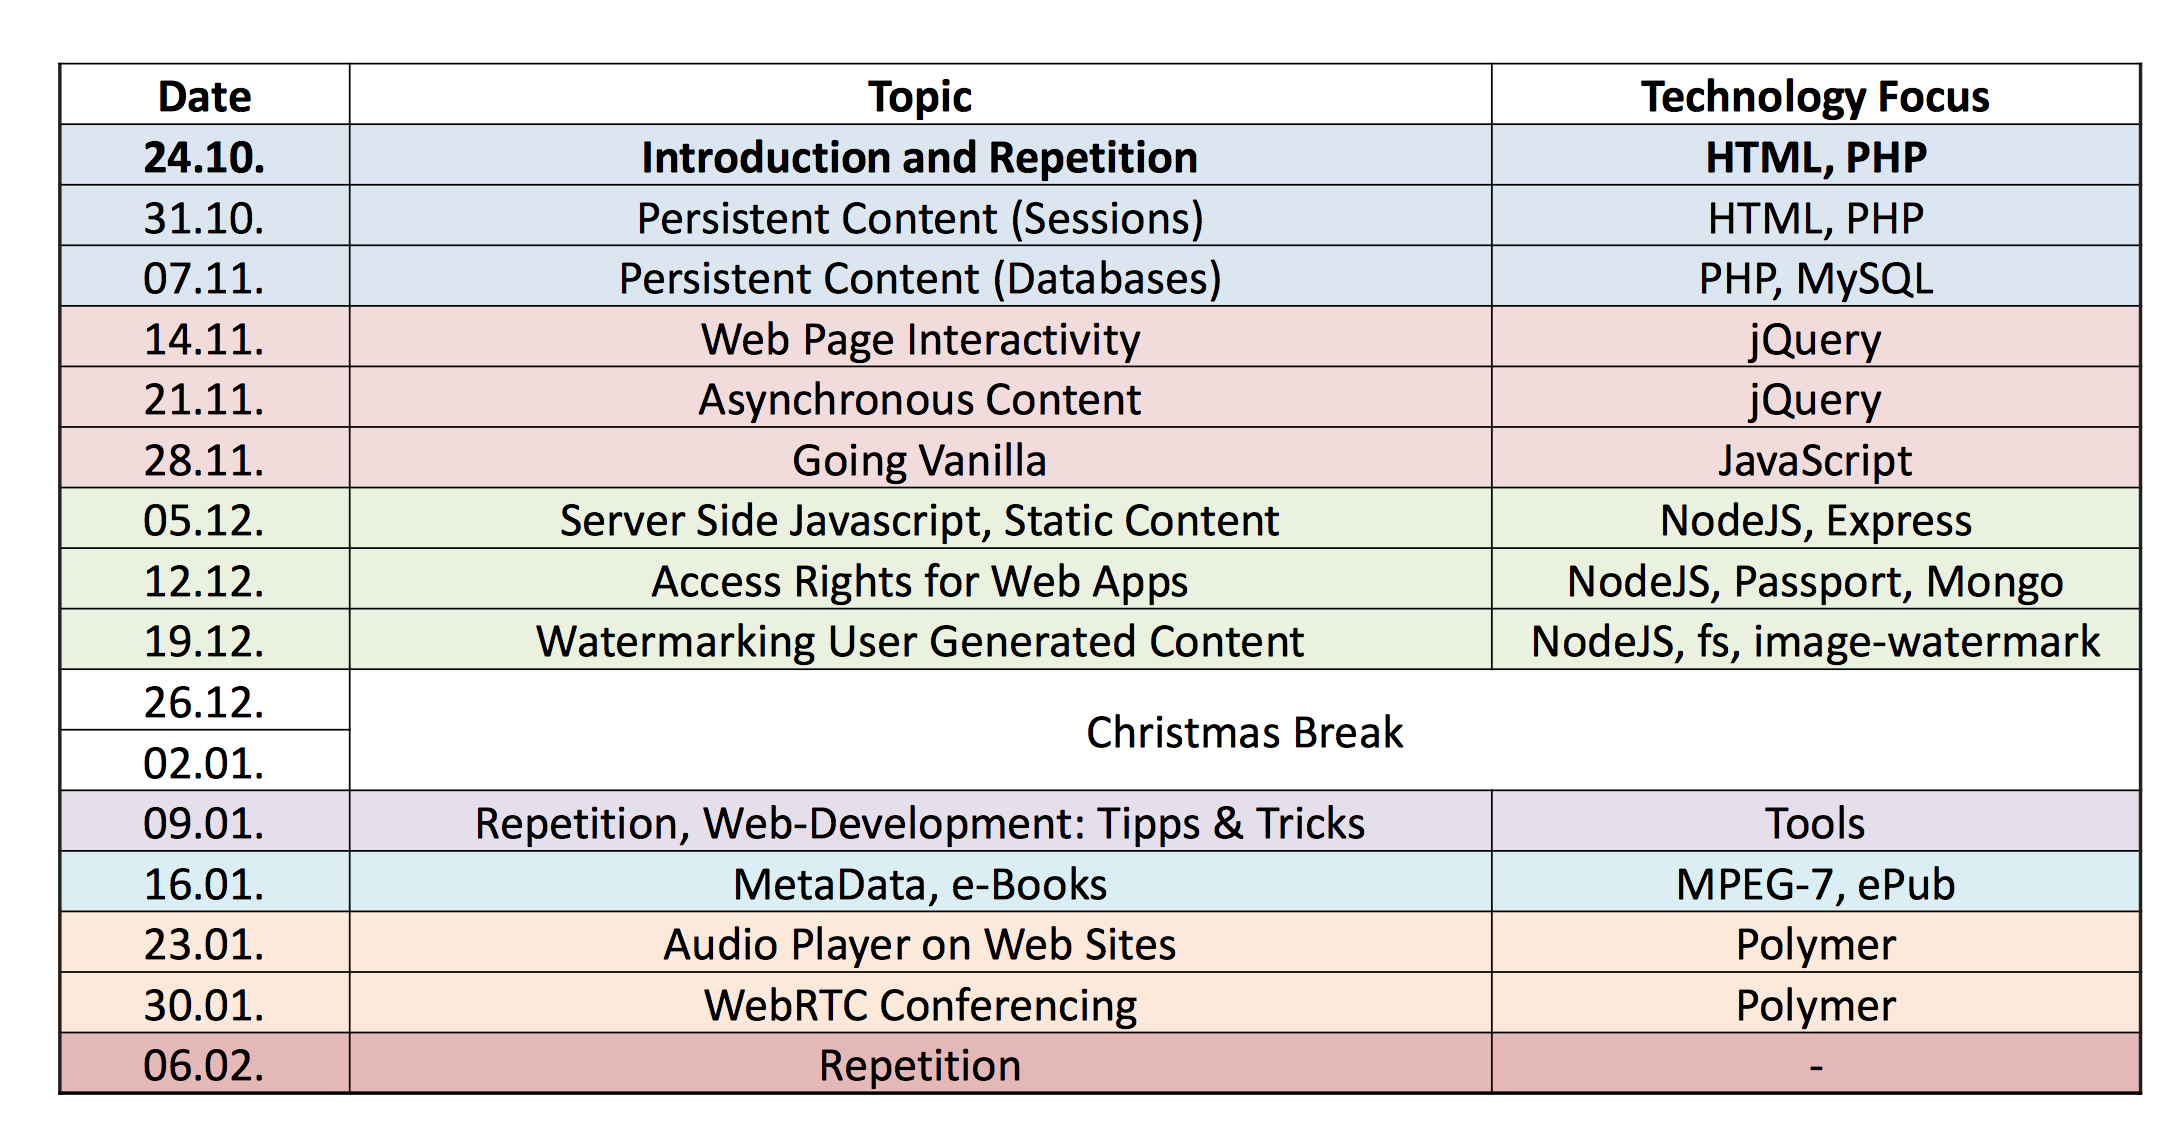 Date Topic Technology Focus
24.10. Introduction and Repetition HTML, PHP
31.10. Persistent Content (Sessions) HTML, PHP
07.11. Persistent Content (Databases) PHP, MySQL
14.11. Web Page Interactivity jQuery
21.11. Asynchronous Content jQuery
28.11. Going Vanilla JavaScript
05.12. Server Side Javascript, Static Content NodeJS, Express
12.12. Access Rights for Web Apps NodeJS, Passport, Mongo
19.12. Watermarking User Generated Content NodeJS, fs, image-watermark
26.12.
Christmas Break
02.01.
09.01. Repetition, Web-Development: Tipps & Tricks Tools
16.01. MetaData, e-Books MPEG-7, ePub
23.01. Audio Player on Web Sites Polymer
30.01. WebRTC Conferencing Polymer
06.02. Repetition -